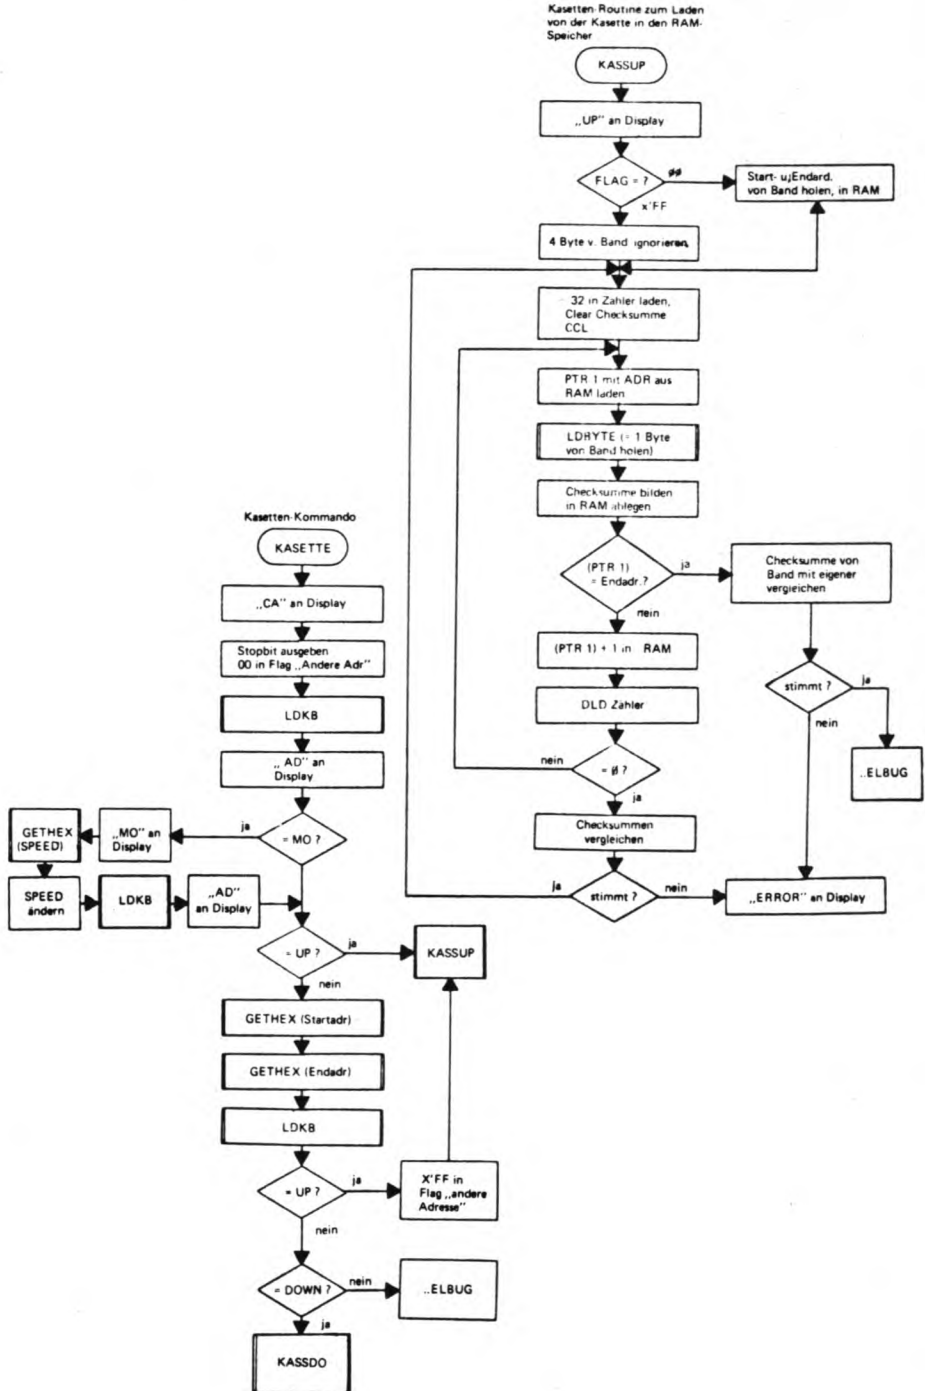 Kasetten-Routine zum Laden
von der Kasette in den RAM-
Speicher
KASSUP
„UP" an Display
FLAG = ?
øø
Start- u¡Endard.
von Band holen, in RAM
x'FF
4 Byte v. Band ignorieren,
- 32 in Zahler laden,
Clear Checksumme
CCL
PTR 1 mit ADR aus
RAM laden
LDBYTE (= 1 Byte
von Band holen)
Checksumme bilden
in RAM ablegen
(PTR 1)
= Endadr.?
ja
Checksumme von
Band mit eigener
vergleichen
nein
(PTR 1) + 1 in RAM
stimmt ?
ja
nein
DLD Zähler
..ELBUG
= ø ?
nein
ja
Checksummen
vergleichen
stimmt ?
ja
nein
„ERROR" an Display
Kasetten-Kommando
KASETTE
„CA" an Display
Stopbit ausgeben
00 in Flag „Andere Adr"
LDKB
„ AD" an
Display
= MO ?
ja
„MO" an
Display
GETHEX
(SPEED)
SPEED
ändern
LDKB
„AD"
an Display
= UP ?
ja
KASSUP
nein
GETHEX (Startadr)
GETHEX (Endadr)
LDKB
= UP ?
ja
X'FF in
Flag „andere
Adresse"
nein
= DOWN ?
nein
..ELBUG
ja
KASSDO